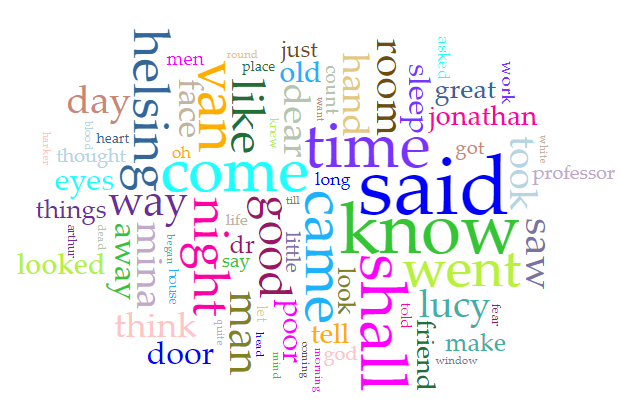 said
know
shall
time
come
came
went
night
good
van
helsing
way
like
man
room
day
lucy
mina
hand
dear
saw
took
think
door
great
jonathan
sleep
friend
make
tell
poor
look
little
away
looked
eyes
things
face
old
just
men
place
round
count
want
knew
asked
work
got
white
professor
long
till
life
dr
say
oh
thought
heart
blood
harker
arthur
dead
began
house
quite
let
head
mind
coming
morning
god
told
fear
window